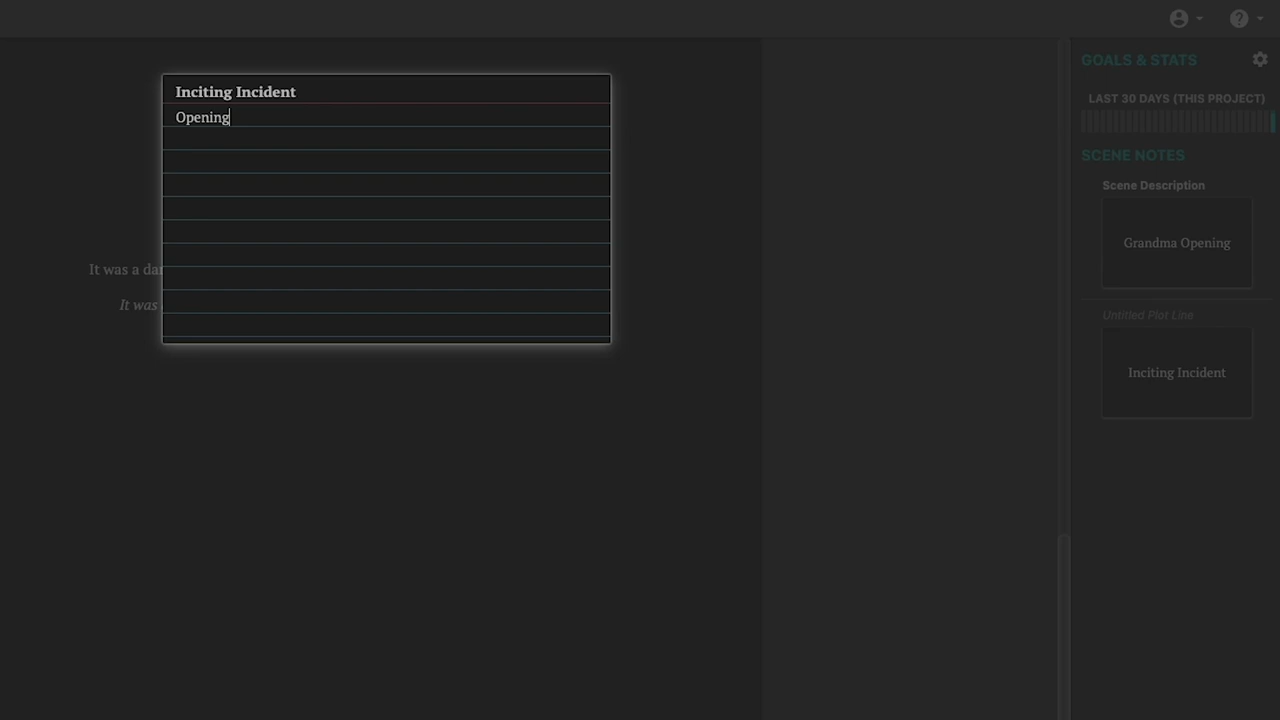 GOALS & STATS
LAST 30 DAYS (THIS PROJECT)
Inciting Incident
Opening
SCENE NOTES
Scene Description
Grandma Opening
It was a
It was
Untitled Plot Line
Inciting Incident